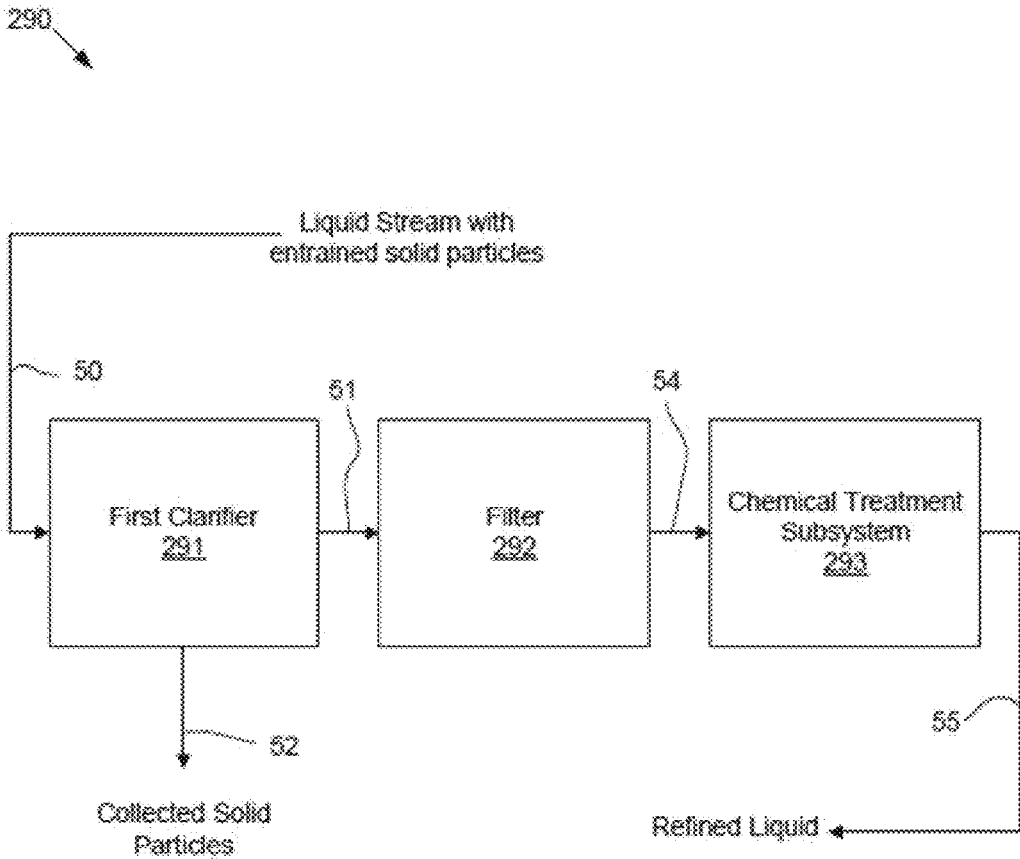 290
Liquid Stream with
entrained solid particles
50
51
54
First Clarifier
291
Filter
292
Chemical Treatment
Subsystem
293
52
55
Collected Solid
Particles
Refined Liquid